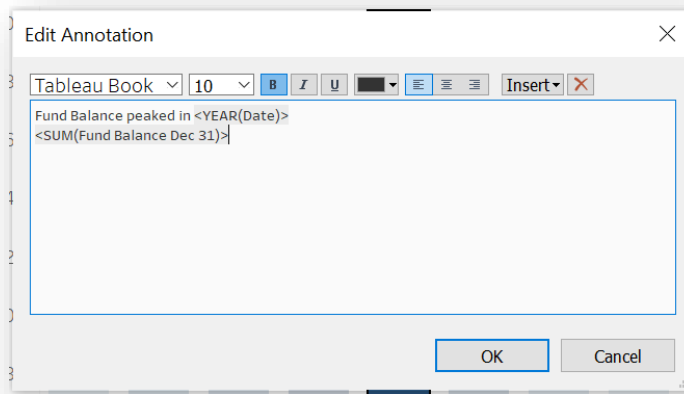 Edit Annotation
Tableau Book 10 B I U Insert
Fund Balance peaked in <YEAR(Date)>
<SUM(Fund Balance Dec 31)>
OK Cancel